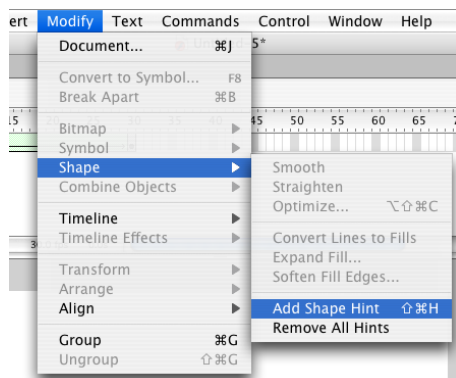 ert Modify Text Commands Control Window Help
Document... ⌘J
5*
Convert to Symbol... F8
Break Apart ⌘B
15 45 50 55 60 65 7
Bitmap
Symbol
Shape
Combine Objects
Timeline
Timeline Effects
Transform
Arrange
Align
Group ⌘G
Ungroup ⇧⌘G
Smooth
Straighten
Optimize... ⌥⇧⌘C
Convert Lines to Fills
Expand Fill...
Soften Fill Edges...
Add Shape Hint ⇧⌘H
Remove All Hints